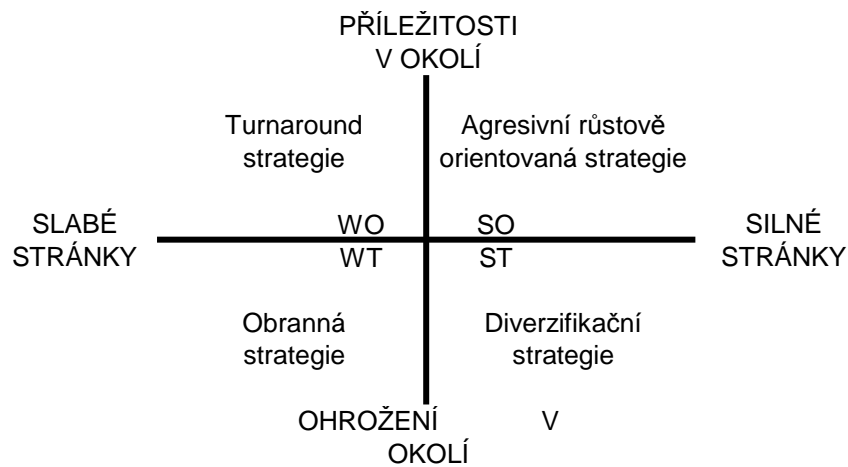 PŘÍLEŽITOSTI
V OKOLÍ
Turnaround
strategie
Agresivní růstově
orientovaná strategie
SLABÉ
STRÁNKY
WO
SO
WT
ST
SILNÉ
STRÁNKY
Obranná
strategie
Diverzifikační
strategie
OHROŽENÍ V
OKOLÍ